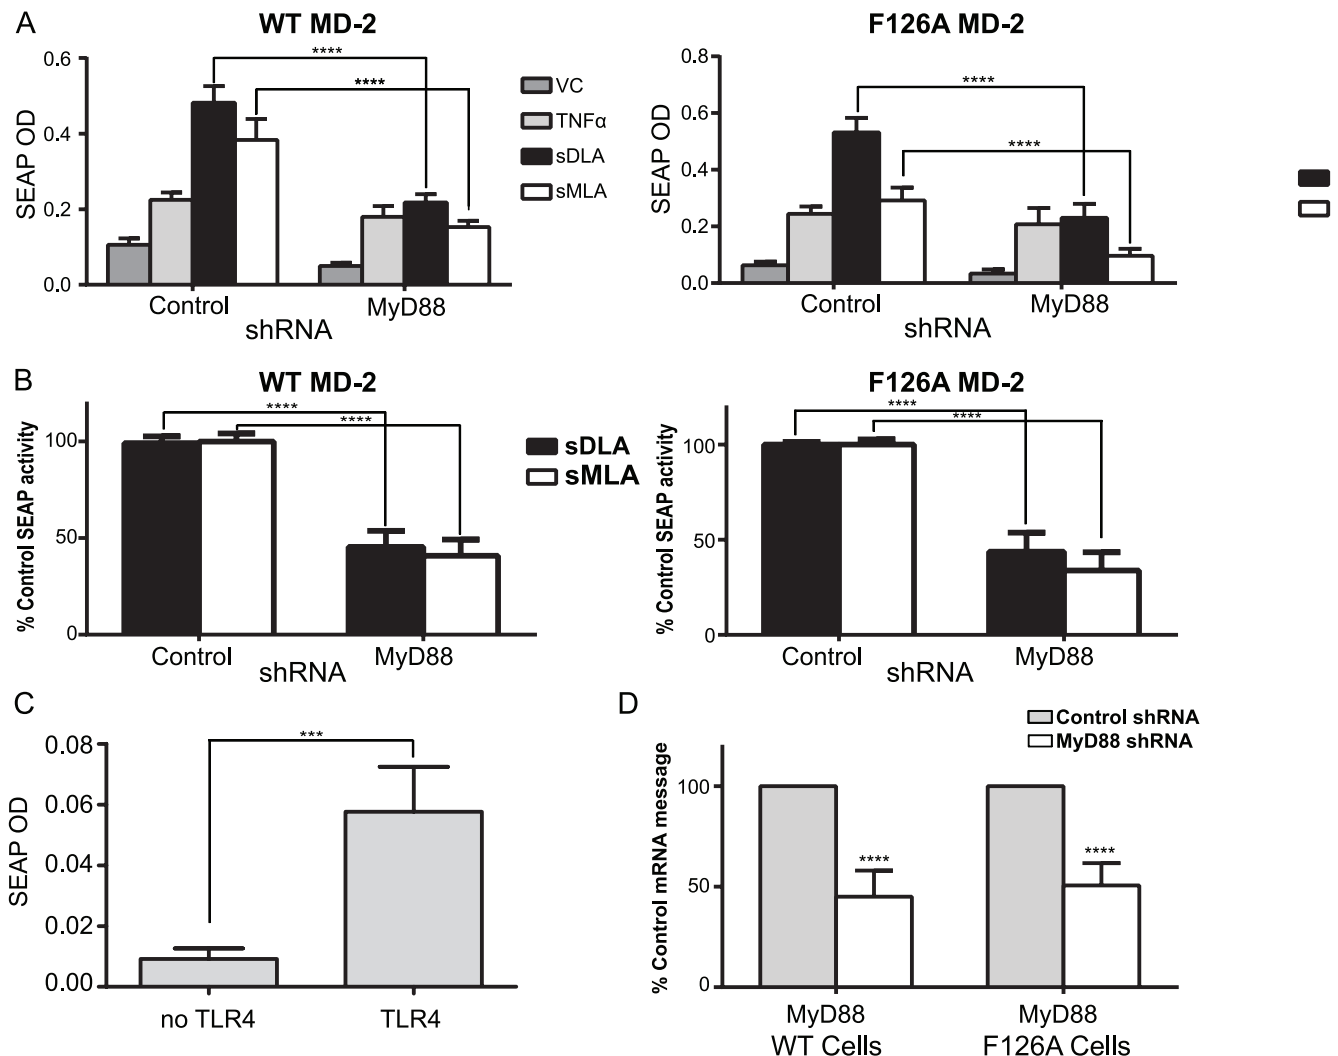 A
WT MD-2
F126A MD-2
SEAP OD
0.6
0.4
0.2
0.0
****
****
VC
TNFα
sDLA
sMLA
Control
MyD88
shRNA
SEAP OD
0.8
0.6
0.4
0.2
0.0
****
****
Control
MyD88
shRNA
B
WT MD-2
F126A MD-2
% Control SEAP activity
100
50
0
****
****
sDLA
sMLA
Control
MyD88
shRNA
% Control SEAP activity
100
50
0
****
****
Control
MyD88
shRNA
C
SEAP OD
0.08
0.06
0.04
0.02
0.00
***
no TLR4
TLR4
D
Control shRNA
MyD88 shRNA
% Control mRNA message
100
50
0
****
****
MyD88
WT Cells
MyD88
F126A Cells